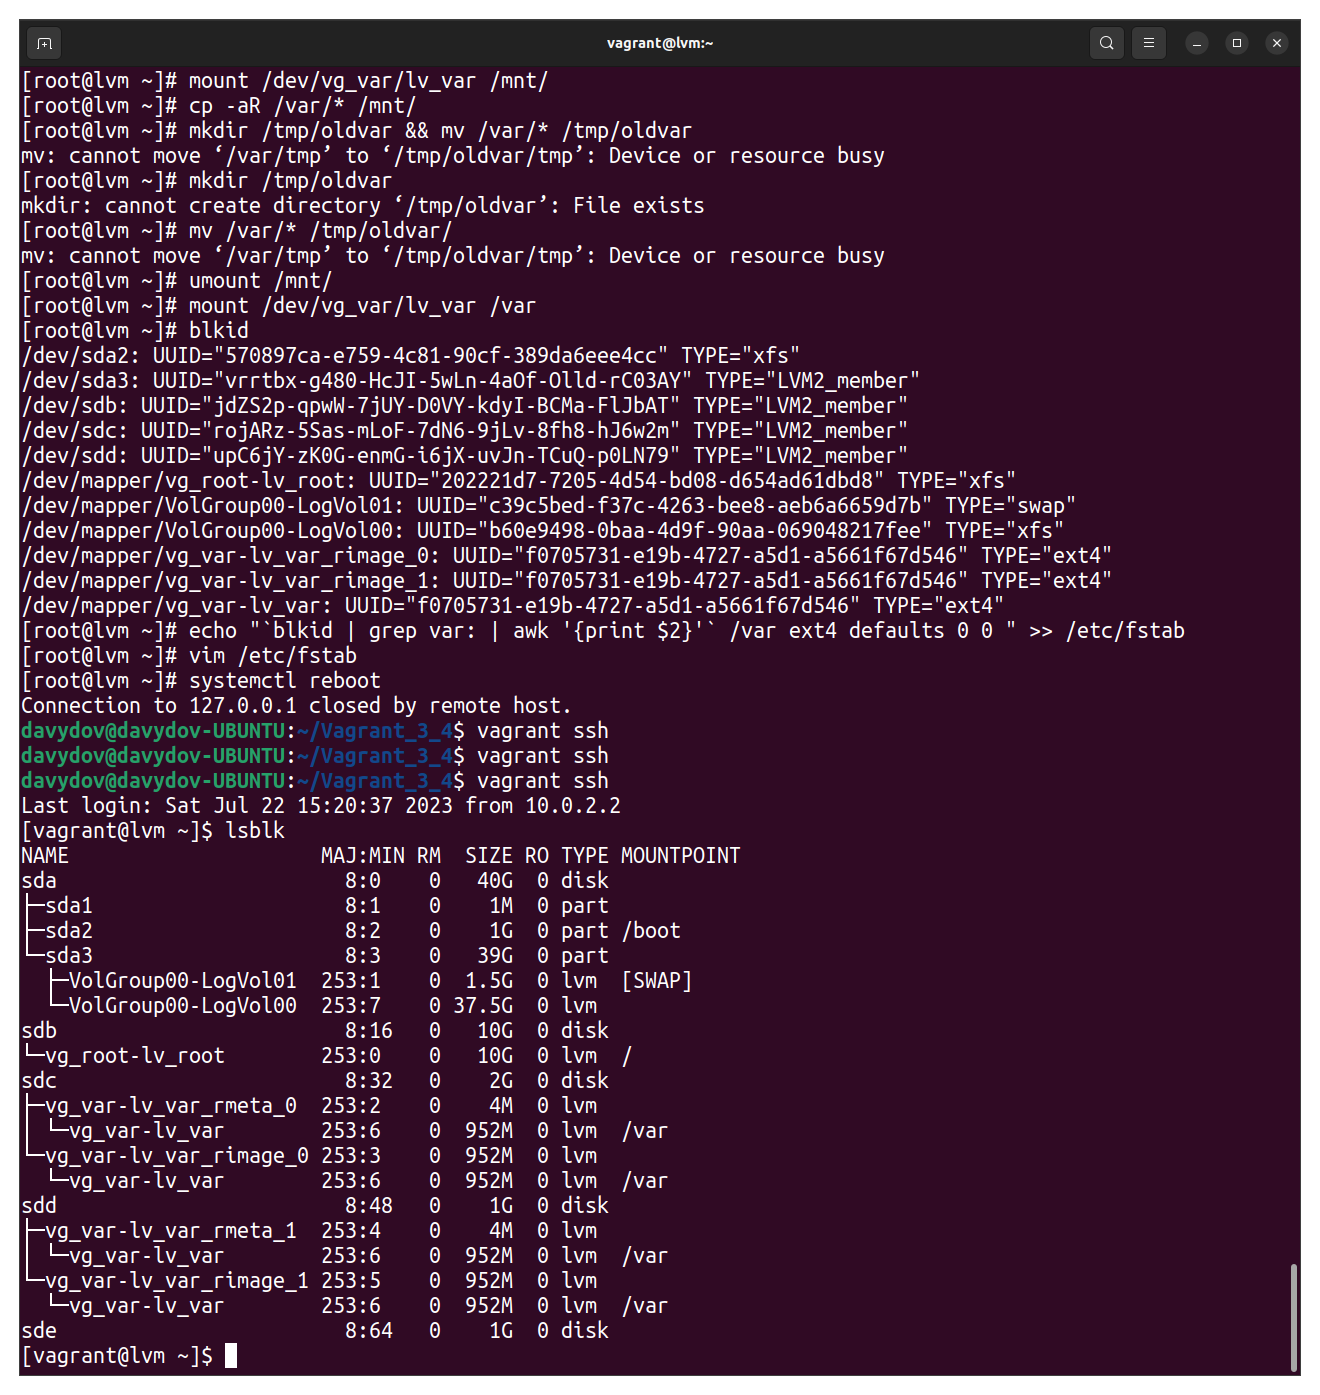 vagrant@lvm:~
[root@lvm ~]# mount /dev/vg_var/lv_var /mnt/
[root@lvm ~]# cp -aR /var/* /mnt/
[root@lvm ~]# mkdir /tmp/oldvar && mv /var/* /tmp/oldvar
mv: cannot move ‘/var/tmp’ to ‘/tmp/oldvar/tmp’: Device or resource busy
[root@lvm ~]# mkdir /tmp/oldvar
mkdir: cannot create directory ‘/tmp/oldvar’: File exists
[root@lvm ~]# mv /var/* /tmp/oldvar/
mv: cannot move ‘/var/tmp’ to ‘/tmp/oldvar/tmp’: Device or resource busy
[root@lvm ~]# umount /mnt/
[root@lvm ~]# mount /dev/vg_var/lv_var /var
[root@lvm ~]# blkid
/dev/sda2: UUID="570897ca-e759-4c81-90cf-389da6eee4cc" TYPE="xfs"
/dev/sda3: UUID="vrrtbx-g480-HcJI-5wLn-4aOf-Olld-rC03AY" TYPE="LVM2_member"
/dev/sdb: UUID="jdZS2p-qpwW-7jUY-D0VY-kdyI-BCMa-FlJbAT" TYPE="LVM2_member"
/dev/sdc: UUID="rojARz-5Sas-mLoF-7dN6-9jLv-8fh8-hJ6w2m" TYPE="LVM2_member"
/dev/sdd: UUID="upC6jY-zK0G-enmG-i6jX-uvJn-TCuQ-p0LN79" TYPE="LVM2_member"
/dev/mapper/vg_root-lv_root: UUID="202221d7-7205-4d54-bd08-d654ad61dbd8" TYPE="xfs"
/dev/mapper/VolGroup00-LogVol01: UUID="c39c5bed-f37c-4263-bee8-aeb6a6659d7b" TYPE="swap"
/dev/mapper/VolGroup00-LogVol00: UUID="b60e9498-0baa-4d9f-90aa-069048217fee" TYPE="xfs"
/dev/mapper/vg_var-lv_var_rimage_0: UUID="f0705731-e19b-4727-a5d1-a5661f67d546" TYPE="ext4"
/dev/mapper/vg_var-lv_var_rimage_1: UUID="f0705731-e19b-4727-a5d1-a5661f67d546" TYPE="ext4"
/dev/mapper/vg_var-lv_var: UUID="f0705731-e19b-4727-a5d1-a5661f67d546" TYPE="ext4"
[root@lvm ~]# echo "`blkid | grep var: | awk '{print $2}'` /var ext4 defaults 0 0 " >> /etc/fstab
[root@lvm ~]# vim /etc/fstab
[root@lvm ~]# systemctl reboot
Connection to 127.0.0.1 closed by remote host.
davydov@davydov-UBUNTU:~/Vagrant_3_4$ vagrant ssh
davydov@davydov-UBUNTU:~/Vagrant_3_4$ vagrant ssh
davydov@davydov-UBUNTU:~/Vagrant_3_4$ vagrant ssh
Last login: Sat Jul 22 15:20:37 2023 from 10.0.2.2
[vagrant@lvm ~]$ lsblk
NAME                     MAJ:MIN RM   SIZE RO TYPE MOUNTPOINT
sda                        8:0    0   40G  0 disk
├─sda1                     8:1    0    1M  0 part
├─sda2                     8:2    0    1G  0 part /boot
└─sda3                     8:3    0   39G  0 part
  ├─VolGroup00-LogVol01  253:1    0  1.5G  0 lvm  [SWAP]
  └─VolGroup00-LogVol00  253:7    0 37.5G  0 lvm
sdb                        8:16   0   10G  0 disk
└─vg_root-lv_root        253:0    0   10G  0 lvm  /
sdc                        8:32   0    2G  0 disk
├─vg_var-lv_var_rmeta_0  253:2    0    4M  0 lvm
│ └─vg_var-lv_var        253:6    0  952M  0 lvm  /var
└─vg_var-lv_var_rimage_0 253:3    0  952M  0 lvm
  └─vg_var-lv_var        253:6    0  952M  0 lvm  /var
sdd                        8:48   0    1G  0 disk
├─vg_var-lv_var_rmeta_1  253:4    0    4M  0 lvm
│ └─vg_var-lv_var        253:6    0  952M  0 lvm  /var
└─vg_var-lv_var_rimage_1 253:5    0  952M  0 lvm
  └─vg_var-lv_var        253:6    0  952M  0 lvm  /var
sde                        8:64   0    1G  0 disk
[vagrant@lvm ~]$